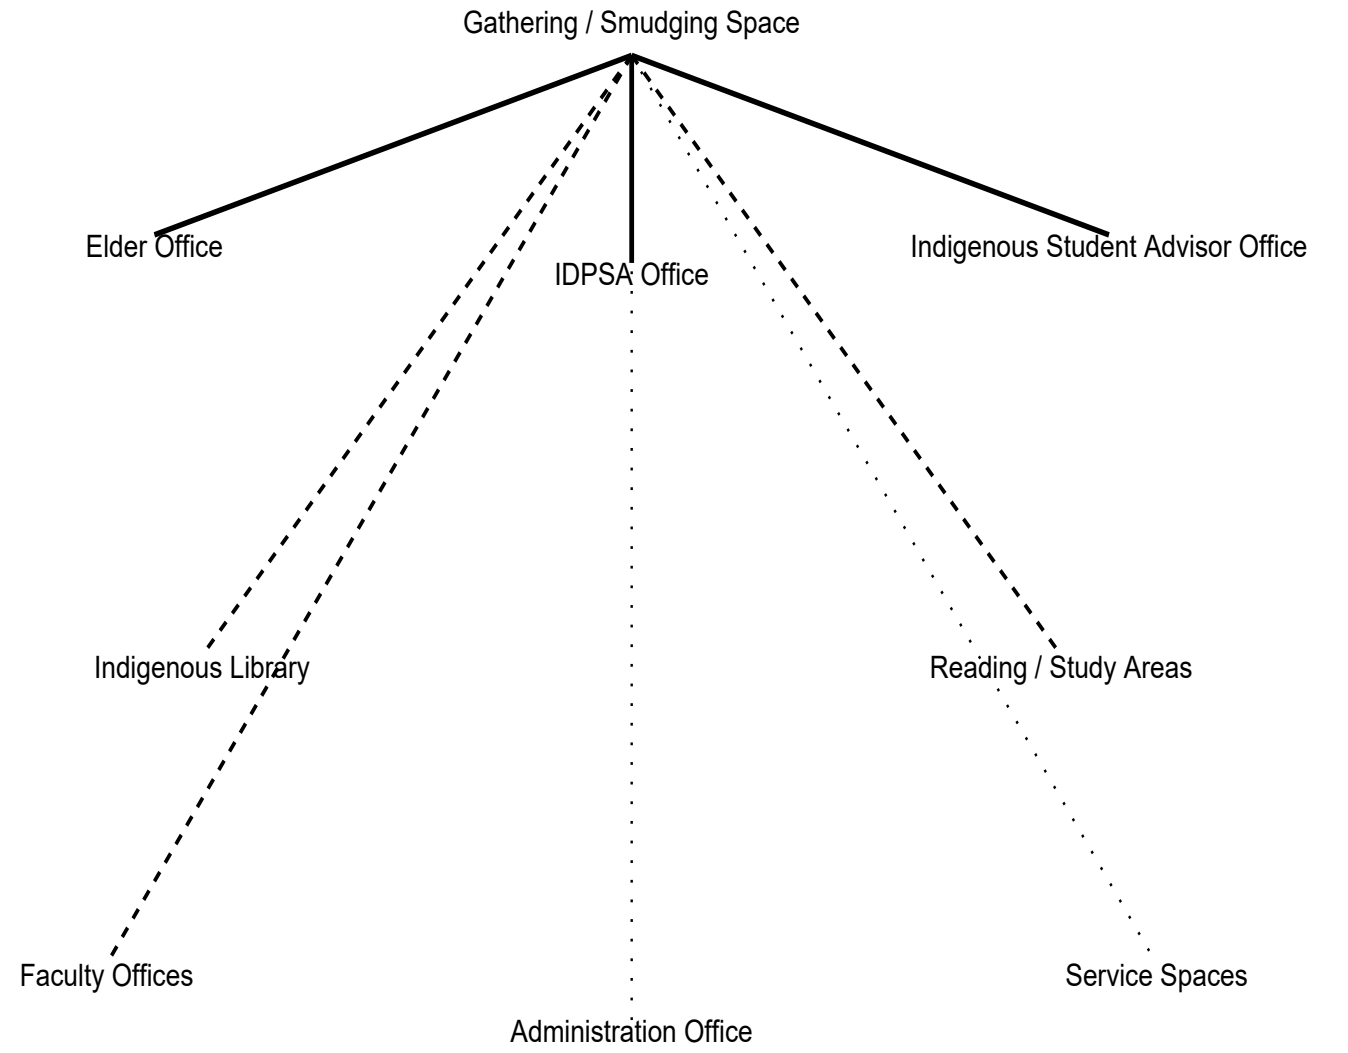 Gathering / Smudging Space
Elder Office
Indigenous Student Advisor Office
IDPSA Office
Indigenous Library
Reading / Study Areas
Faculty Offices
Service Spaces
Administration Office